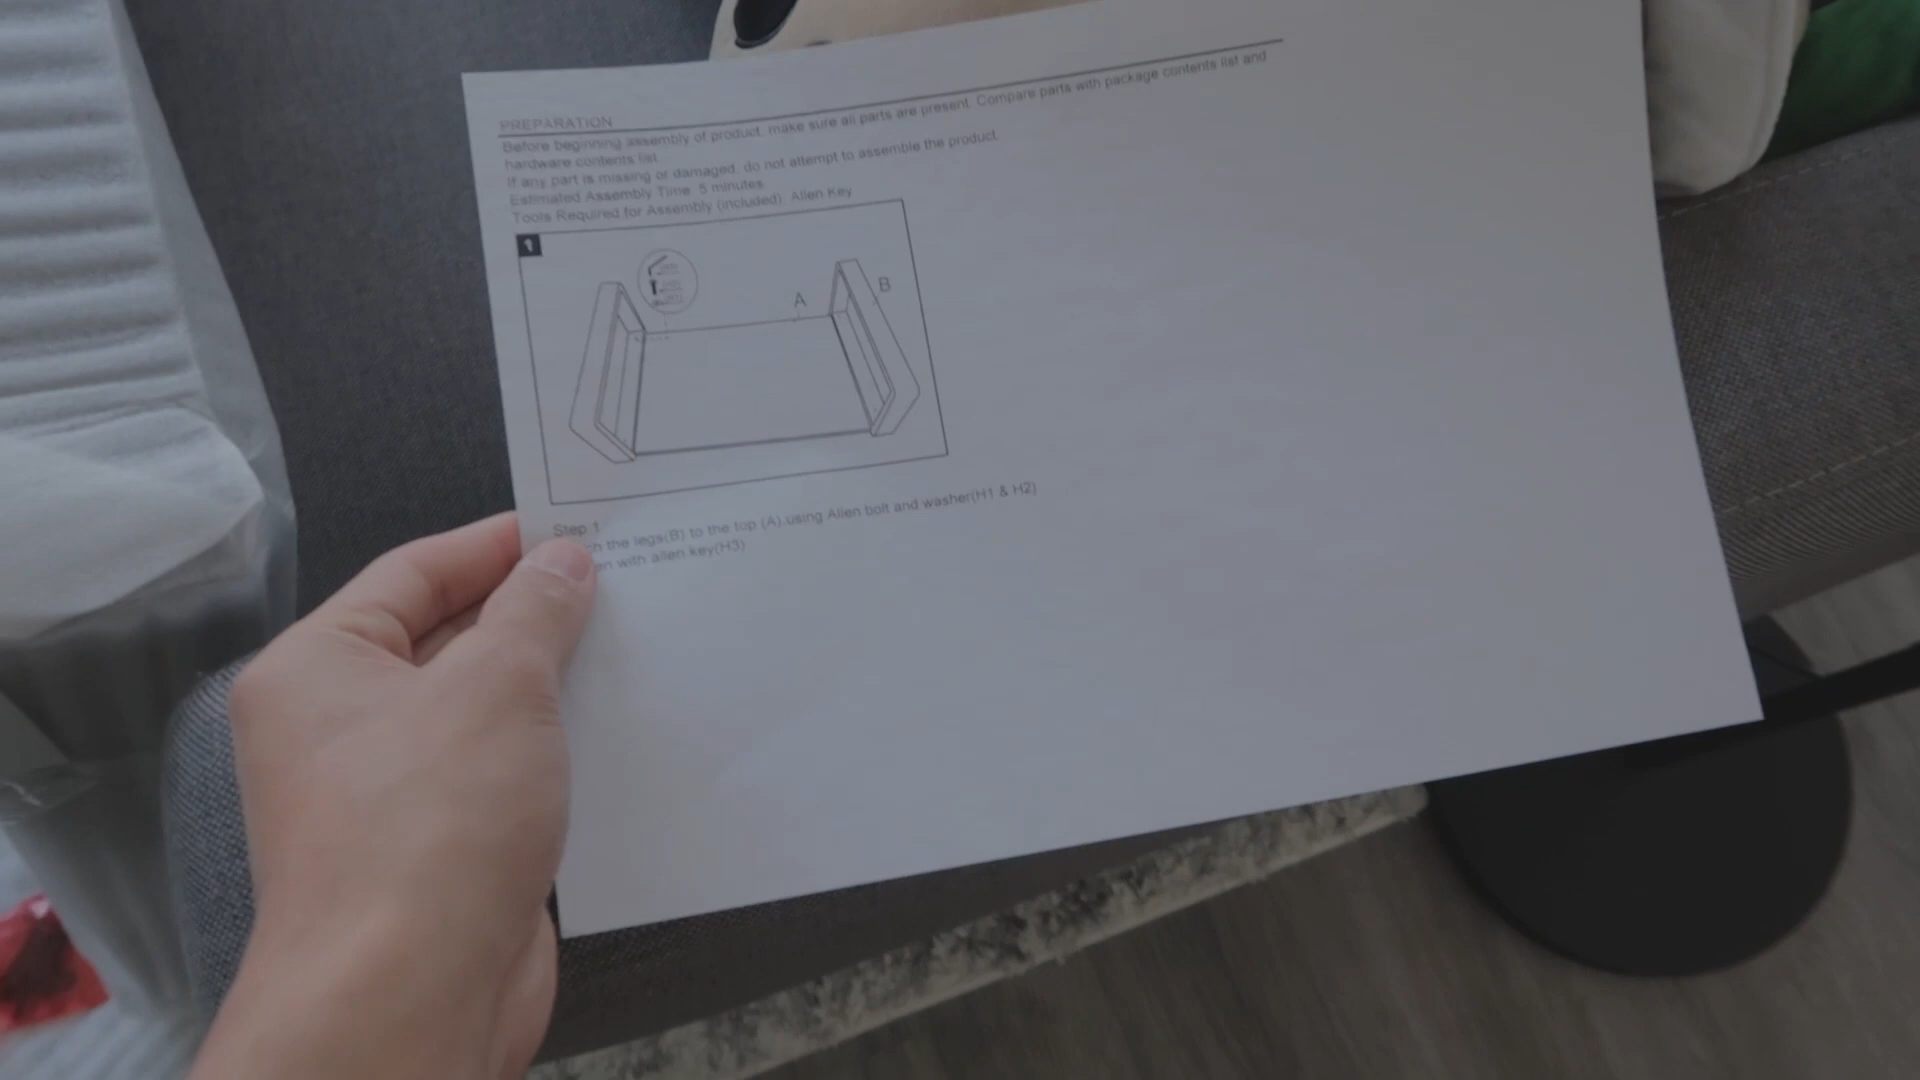 PREPARATION
Before beginning assembly of product, make sure all parts are present. Compare parts with package contents list and
hardware contents list.
If any part is missing or damaged, do not attempt to assemble the product.
Estimated Assembly Time: 5 minutes
Tools Required for Assembly (included): Allen Key
1
A
B
Step 1
the legs(B) to the top (A),using Allen bolt and washer(H1 & H2)
with allen key(H3)